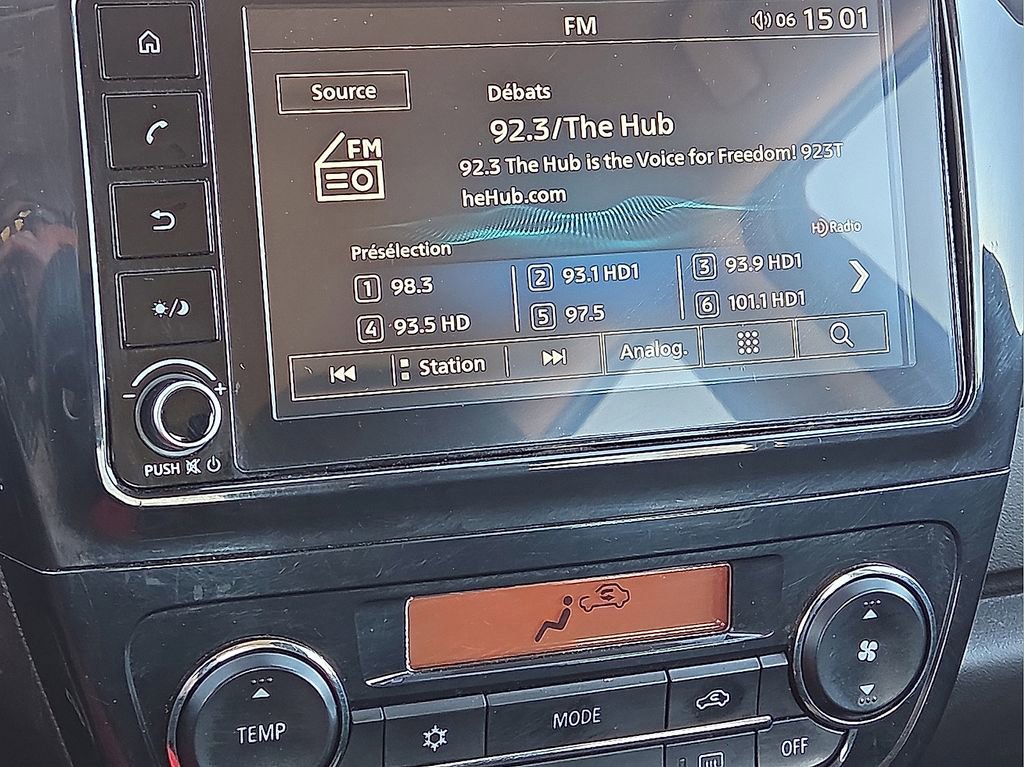 FM
06 15 01
Source
Débats
92.3/The Hub
FM
92.3 The Hub is the Voice for Freedom! 923T
heHub.com
HD Radio
Présélection
1 98.3
2 93.1 HD1
3 93.9 HD1
4 93.5 HD
5 97.5
6 101.1 HD1
Station
Analog.
- +
PUSH
TEMP
MODE
OFF